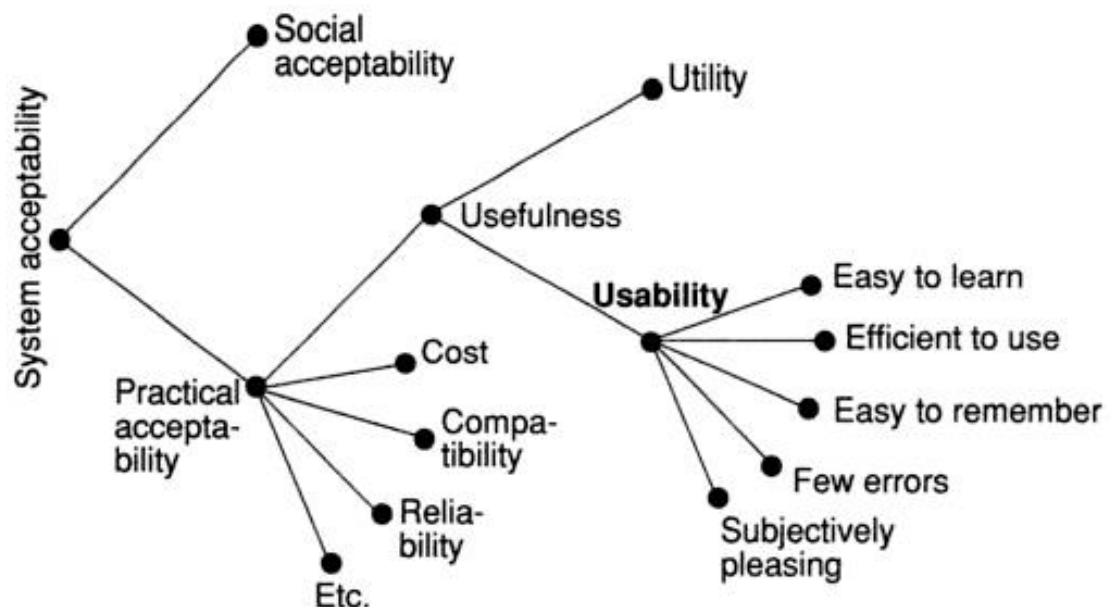 System acceptability
Social
acceptability
Utility
Usefulness
Usability
Easy to learn
Efficient to use
Easy to remember
Few errors
Subjectively
pleasing
Practical
accepta-
bility
Cost
Compa-
tibility
Relia-
bility
Etc.